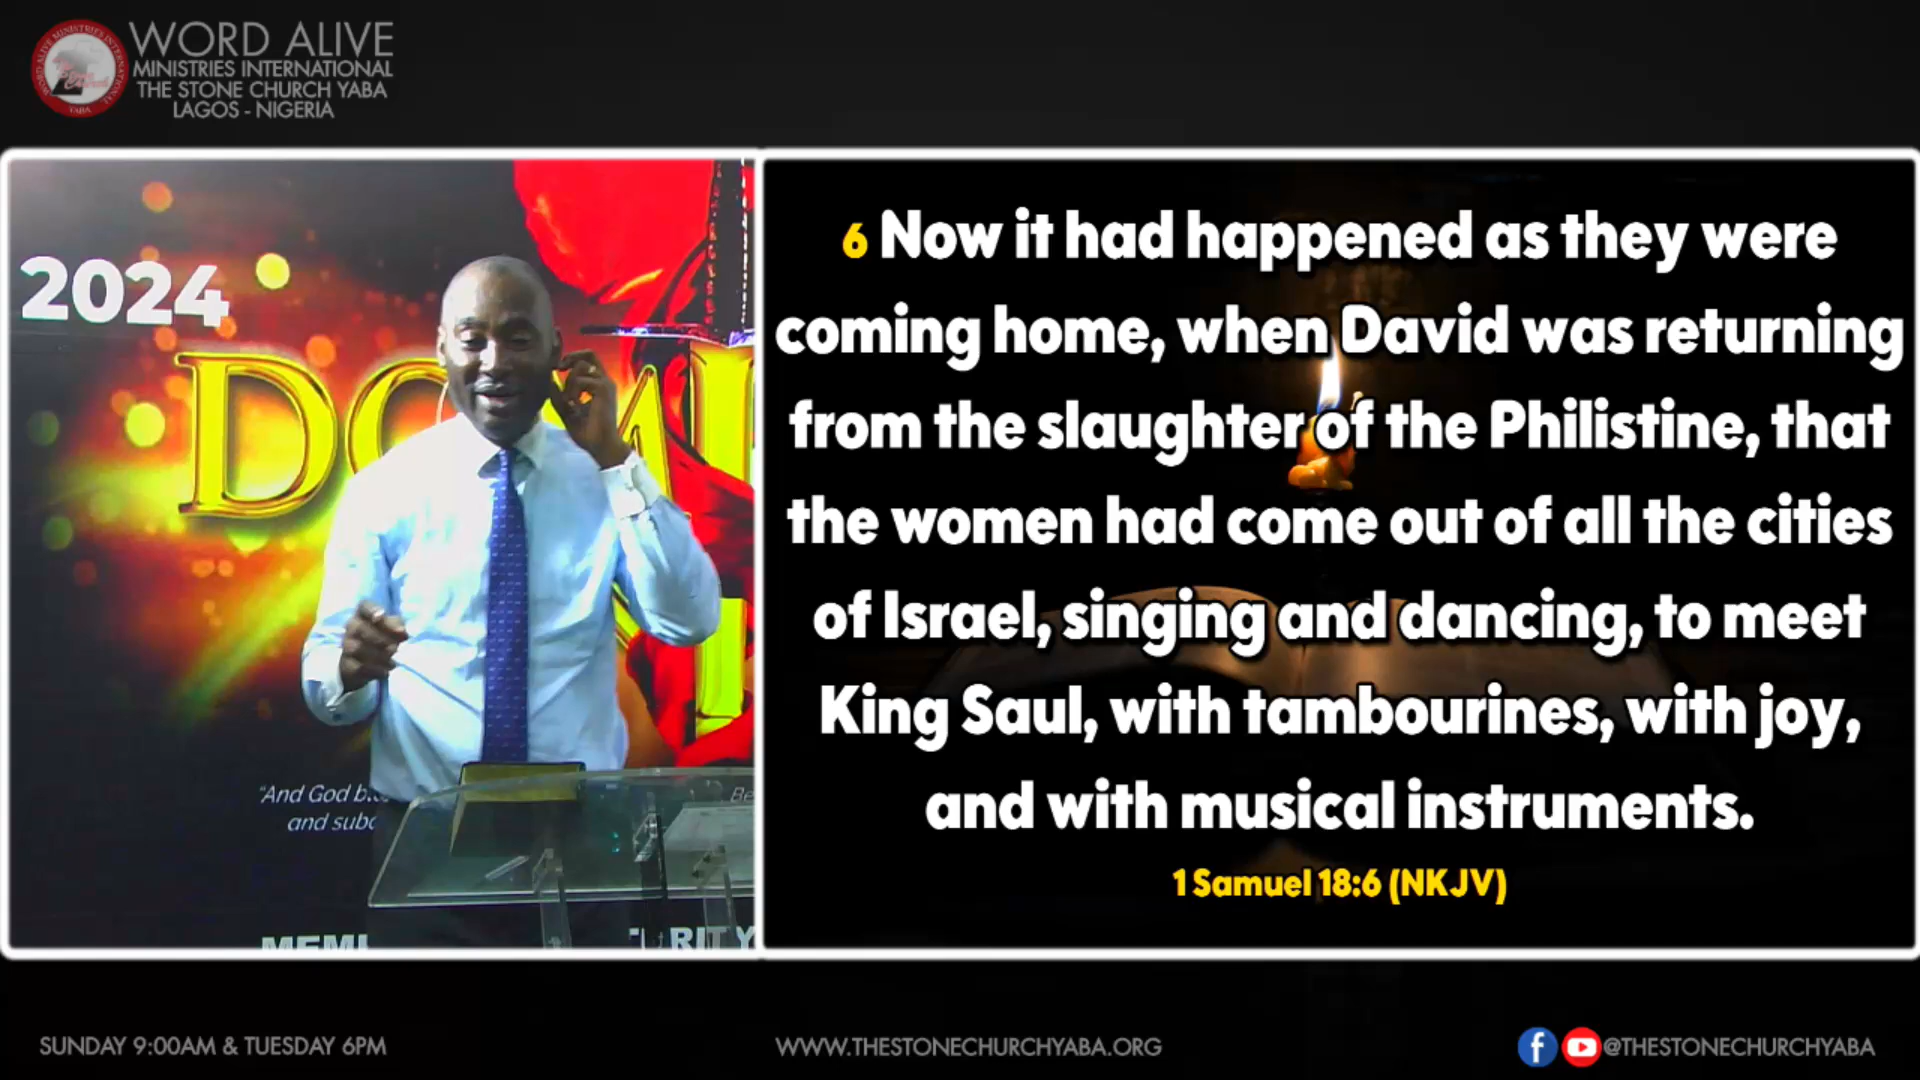 WORD ALIVE
MINISTRIES INTERNATIONAL
THE STONE CHURCH YABA
LAGOS - NIGERIA
2024
"And God
and
6 Now it had happened as they were
coming home, when David was returning
from the slaughter of the Philistine, that
the women had come out of all the cities
of Israel, singing and dancing, to meet
King Saul, with tambourines, with joy,
and with musical instruments.
1 Samuel 18:6 (NKJV)
SUNDAY 9:00AM & TUESDAY 6PM
WWW.THESTONECHURCHYABA.ORG
@THESTONECHURCHYABA